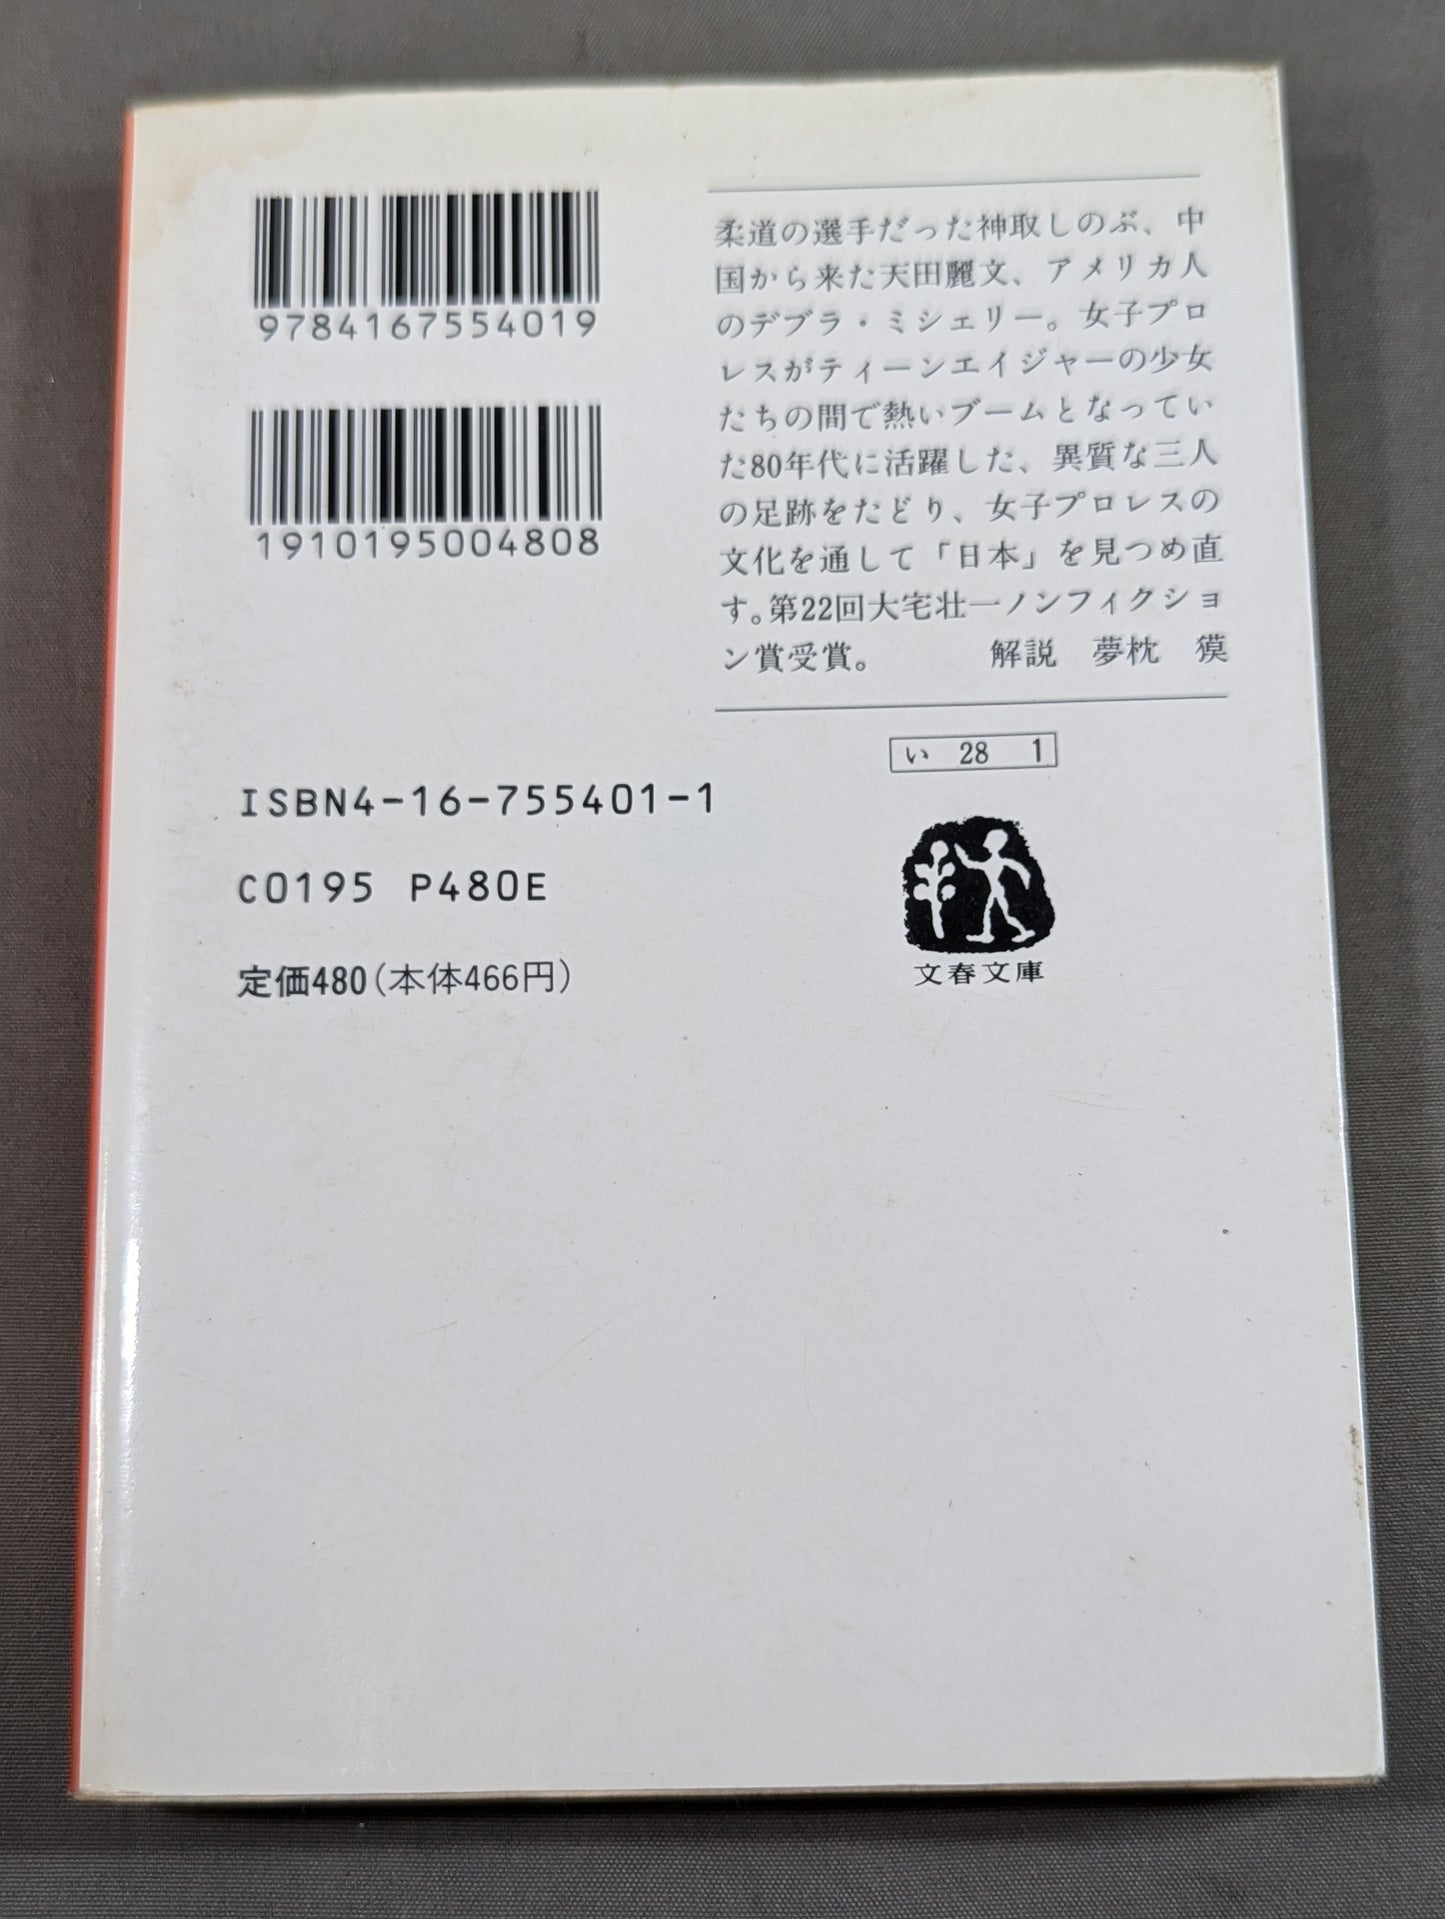 9784167554019
1910195004808
柔道の選手だった神取しのぶ、中
国から来た天田麗文、アメリカ人
のデブラ・ミシェリー。女子プロ
レスがティーンエイジャーの少女
たちの間で熱いブームとなってい
た80年代に活躍した、異質な三人
の足跡をたどり、女子プロレスの
文化を通して「日本」を見つめ直
す。第22回大宅壮一ノンフィクショ
ン賞受賞。　解説　夢枕　獏
い 28 1
文春文庫
ISBN4-16-755401-1
C0195 P480E
定価480(本体466円)